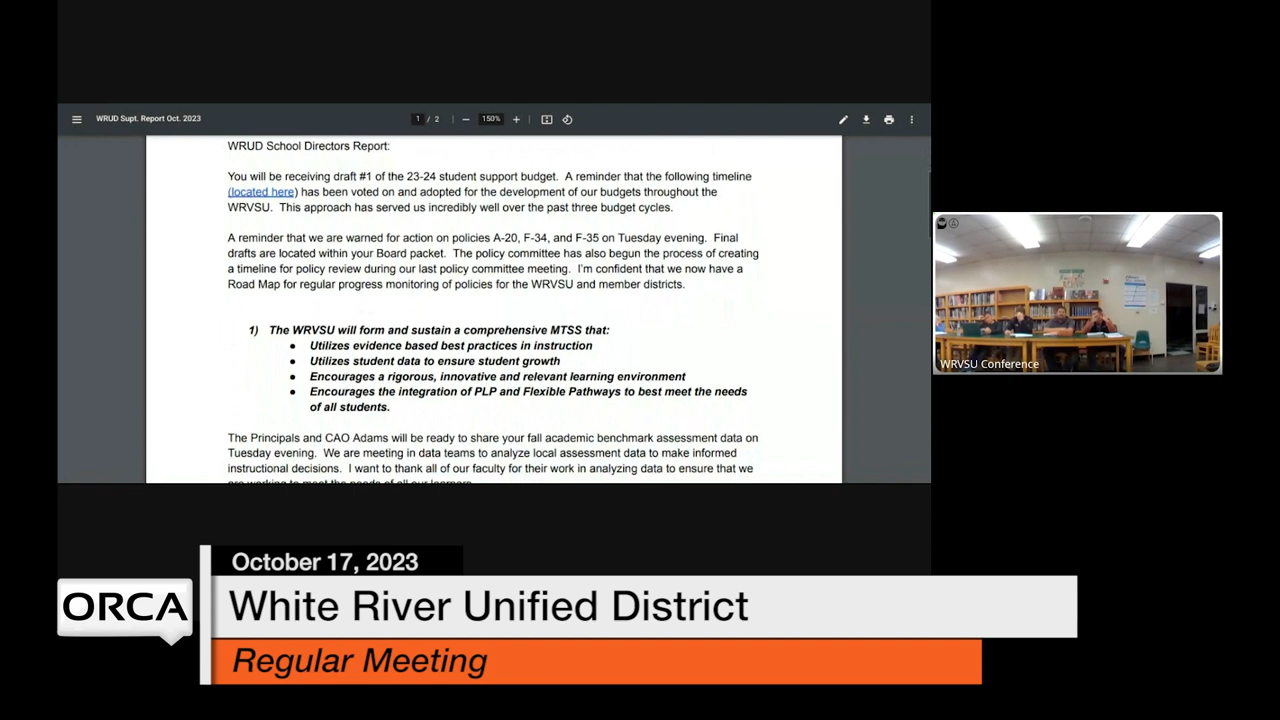 WRUD Supt. Report Oct. 2023
1 / 2
150%
WRUD School Directors Report:
You will be receiving draft #1 of the 23-24 student support budget. A reminder that the following timeline
(located here) has been voted on and adopted for the development of our budgets throughout the
WRVSU. This approach has served us incredibly well over the past three budget cycles.
A reminder that we are warned for action on policies A-20, F-34, and F-35 on Tuesday evening. Final
drafts are located within your Board packet. The policy committee has also begun the process of creating
a timeline for policy review during our last policy committee meeting. I'm confident that we now have a
Road Map for regular progress monitoring of policies for the WRVSU and member districts.
1) The WRVSU will form and sustain a comprehensive MTSS that:
● Utilizes evidence based best practices in instruction
● Utilizes student data to ensure student growth
● Encourages a rigorous, innovative and relevant learning environment
● Encourages the integration of PLP and Flexible Pathways to best meet the needs
of all students.
The Principals and CAO Adams will be ready to share your fall academic benchmark assessment data on
Tuesday evening. We are meeting in data teams to analyze local assessment data to make informed
instructional decisions. I want to thank all of our faculty for their work in analyzing data to ensure that we
are working to meet the needs of all our learners
WRVSU Conference
October 17, 2023
ORCA
White River Unified District
Regular Meeting